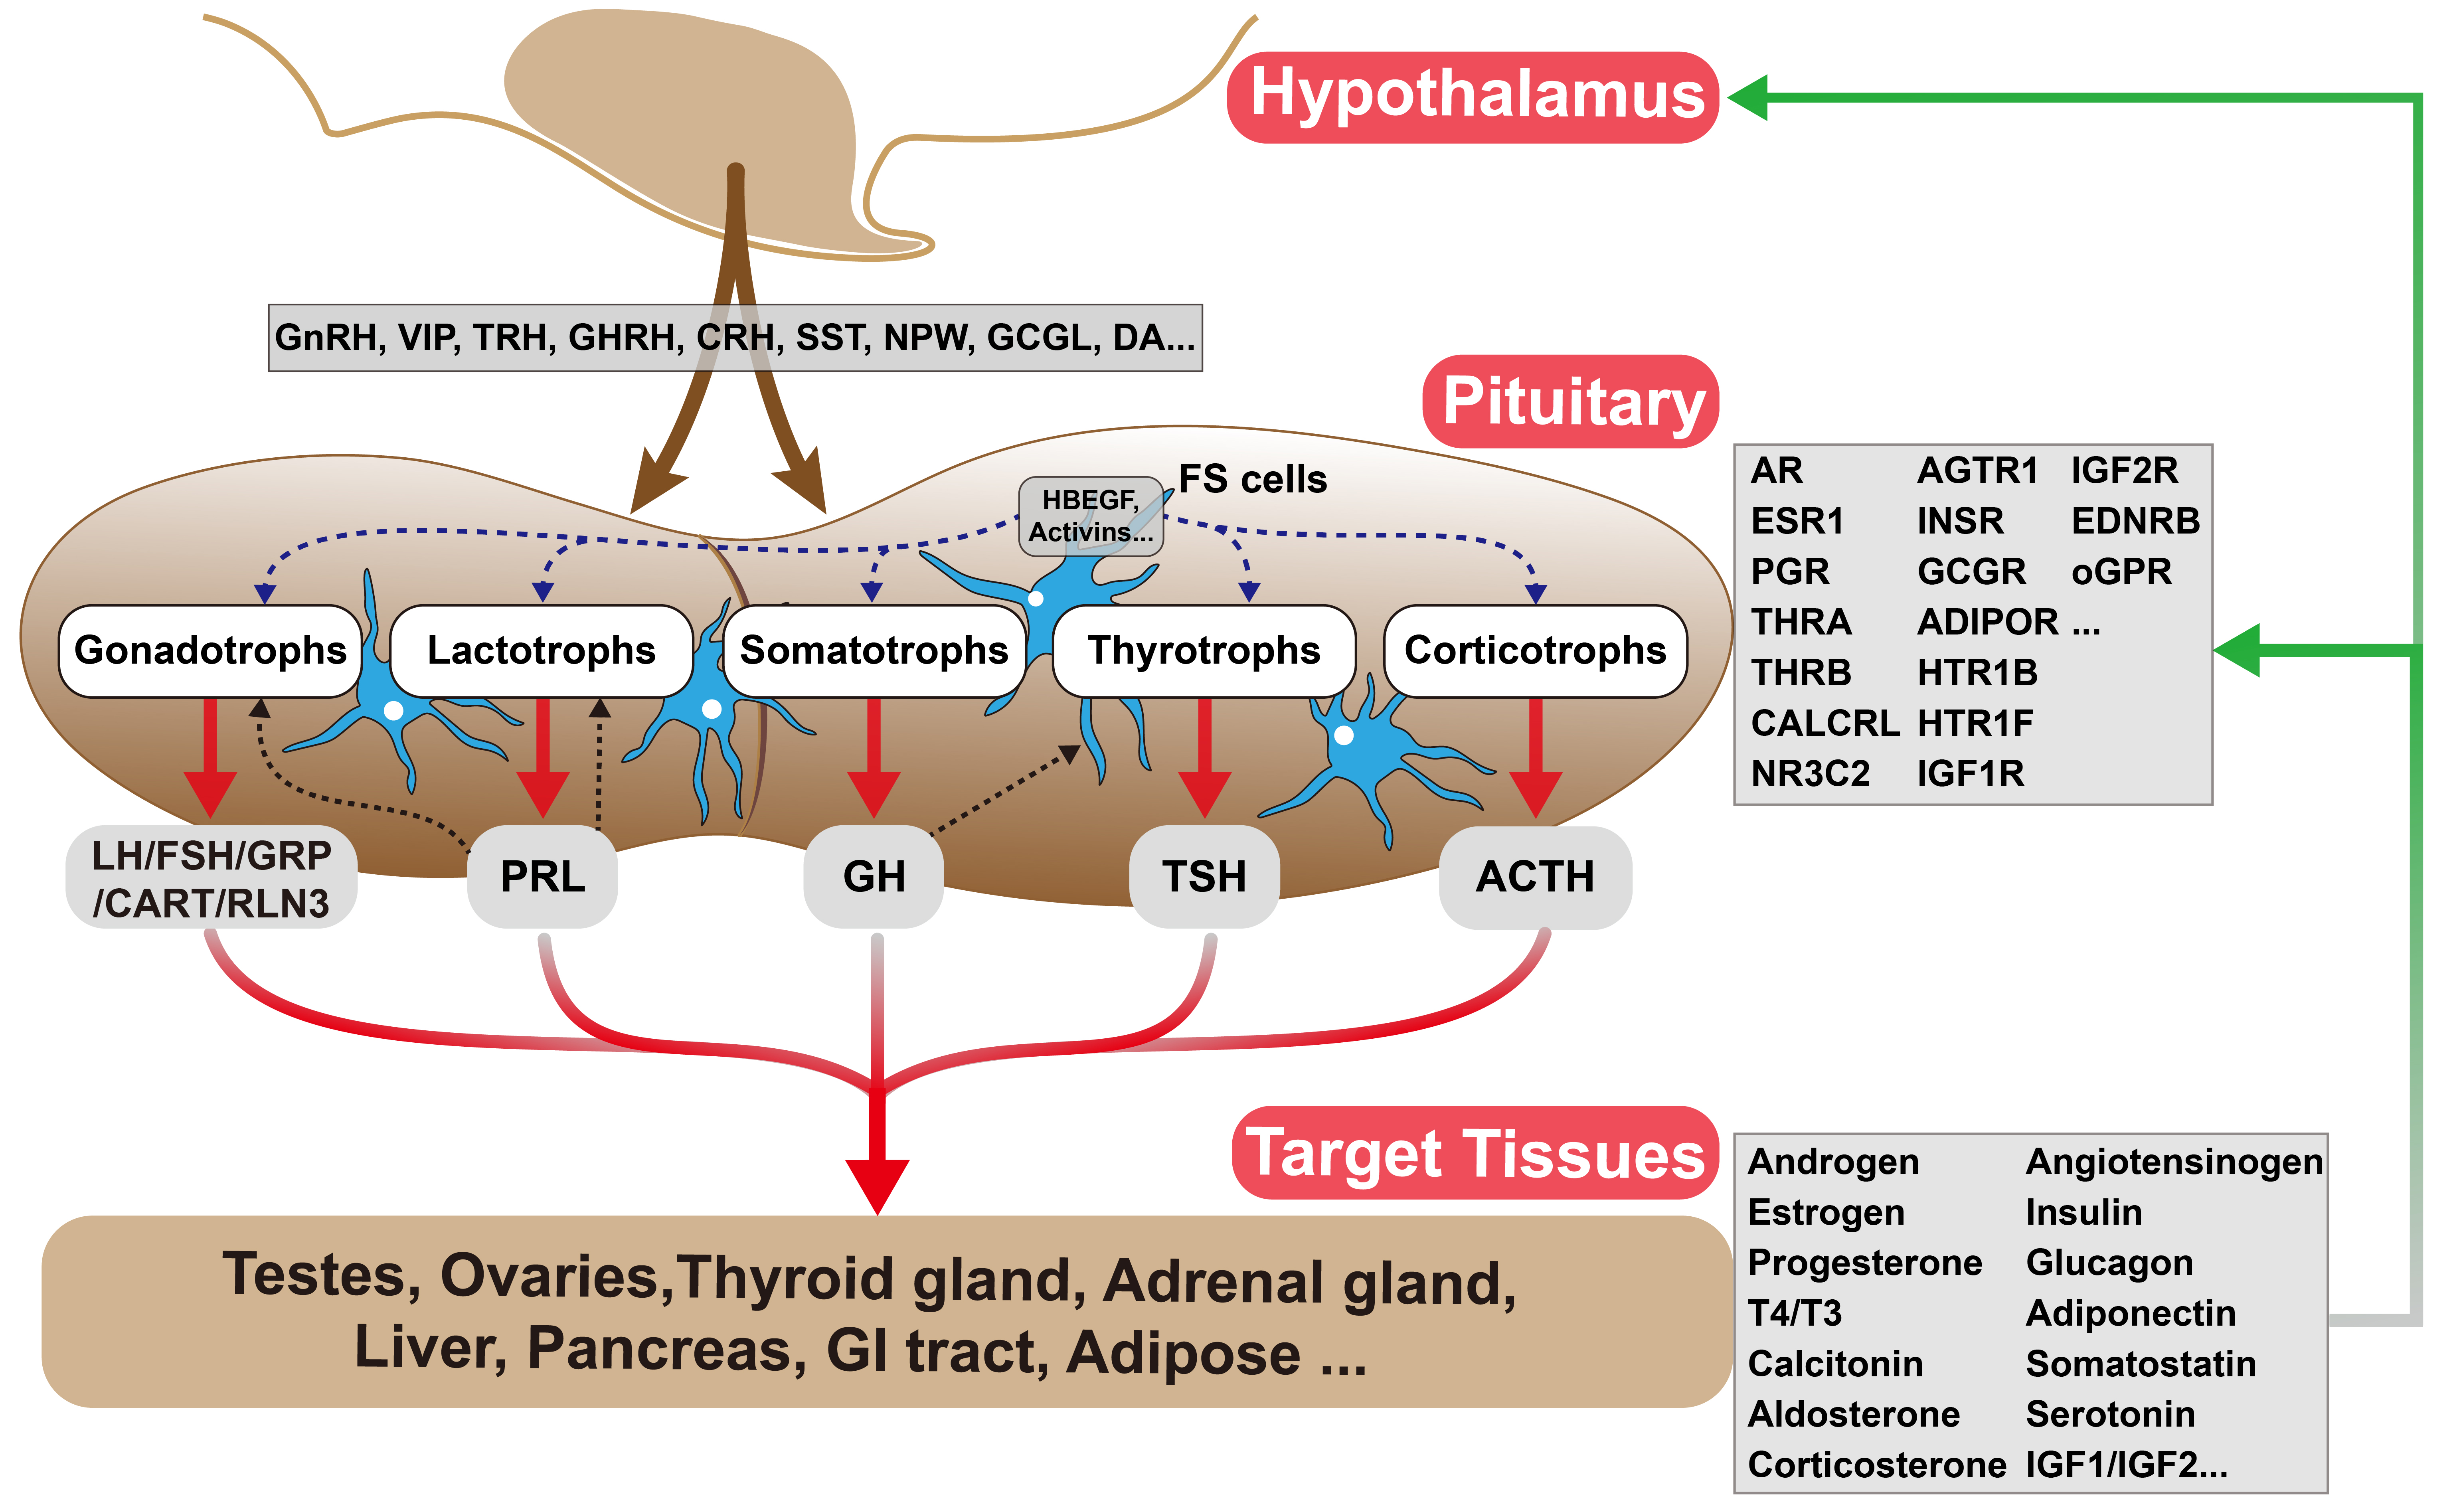 Hypothalamus
GnRH, VIP, TRH, GHRH, CRH, SST, NPW, GCGL, DA...
Pituitary
FS cells
HBEGF,
Activins...
Gonadotrophs
Lactotrophs
Somatotrophs
Thyrotrophs
Corticotrophs
LH/FSH/GRP
/CART/RLN3
PRL
GH
TSH
ACTH
AR AGTR1 IGF2R
ESR1 INSR EDNRB
PGR GCGR oGPR
THRA ADIPOR ...
THRB HTR1B
CALCRL HTR1F
NR3C2 IGF1R
Target Tissues
Testes, Ovaries,Thyroid gland, Adrenal gland,
Liver, Pancreas, GI tract, Adipose ...
Androgen Angiotensinogen
Estrogen Insulin
Progesterone Glucagon
T4/T3 Adiponectin
Calcitonin Somatostatin
Aldosterone Serotonin
Corticosterone IGF1/IGF2...